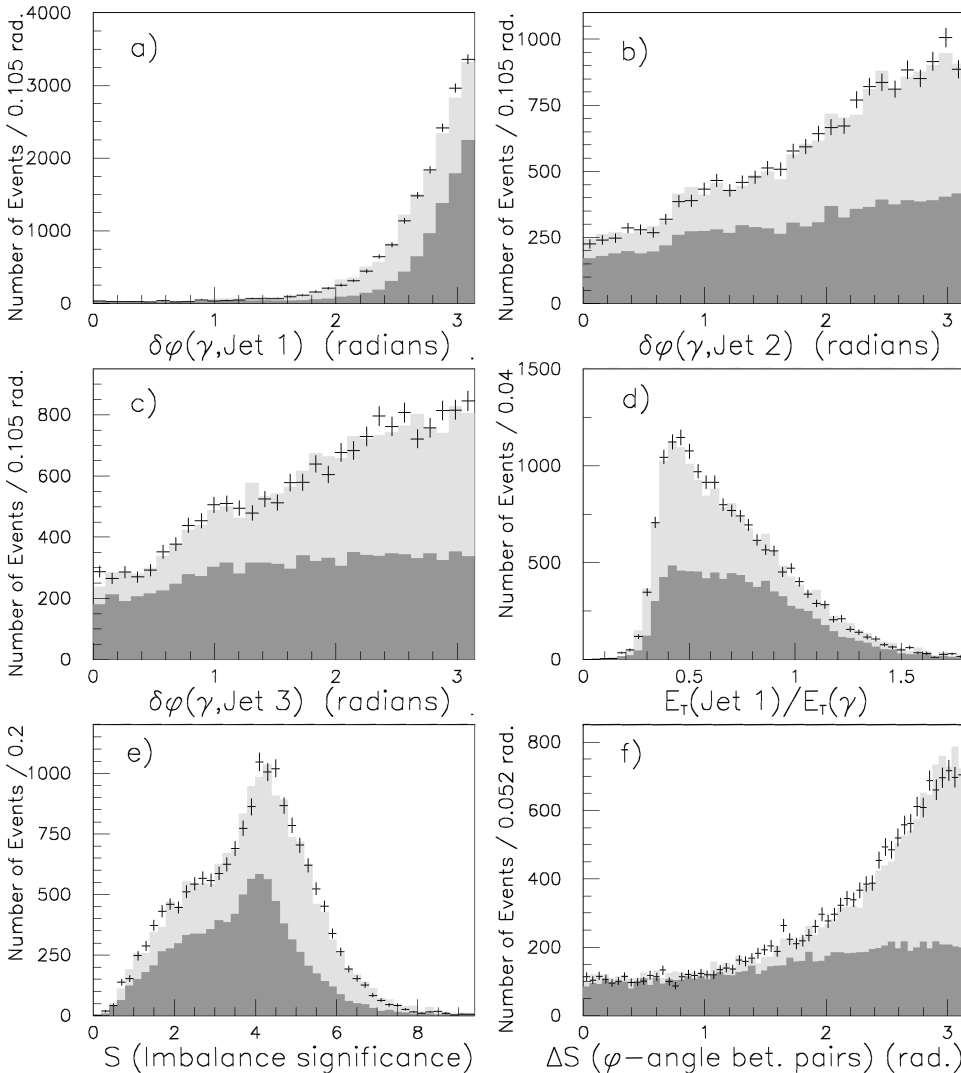 a)
Number of Events / 0.105 rad.
4000
3000
2000
1000
0
0 1 2 3
δφ(γ,Jet 1) (radians)
b)
Number of Events / 0.105 rad.
1000
750
500
250
0
0 1 2 3
δφ(γ,Jet 2) (radians)
c)
Number of Events / 0.105 rad.
800
600
400
200
0
0 1 2 3
δφ(γ,Jet 3) (radians)
d)
Number of Events / 0.04
1500
1000
500
0
0 0.5 1 1.5
E_T(Jet 1)/E_T(γ)
e)
Number of Events / 0.2
1000
750
500
250
0
0 2 4 6 8
S (Imbalance significance)
f)
Number of Events / 0.052 rad.
800
600
400
200
0
0 1 2 3
ΔS (φ-angle bet. pairs) (rad.)